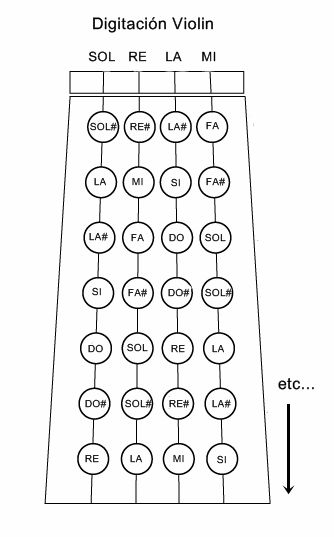 Digitación Violin
SOL RE LA MI
SOL# RE# LA# FA
LA MI SI FA#
LA# FA DO SOL
SI FA# DO# SOL#
DO SOL RE LA
DO# SOL# RE# LA#
RE LA MI SI
etc...